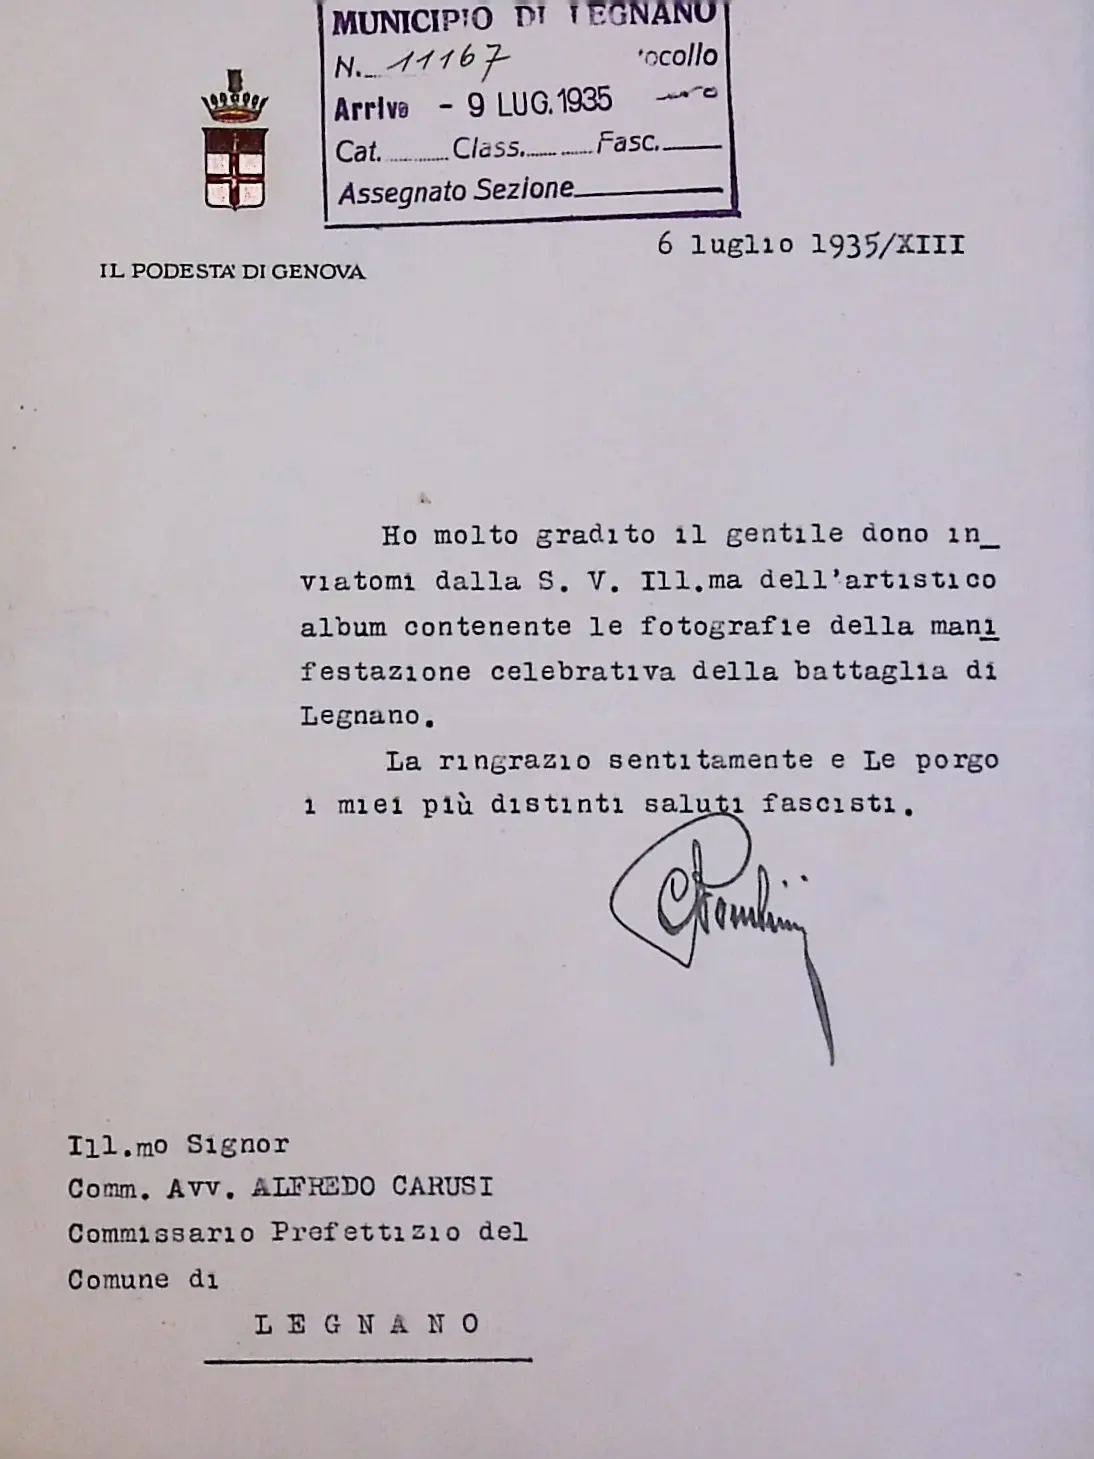 MUNICIPIO DI LEGNANO
N. 11167 ocollo
Arrivo - 9 LUG. 1935
Cat. Class. Fasc.
Assegnato Sezione
6 luglio 1935/XIII
IL PODESTA' DI GENOVA
Ho molto gradito il gentile dono in_
viatomi dalla S. V. Ill.ma dell'artistico
album contenente le fotografie della mani
festazione celebrativa della battaglia di
Legnano.
La ringrazio sentitamente e Le porgo
i miei più distinti saluti fascisti.
Ill.mo Signor
Comm. Avv. ALFREDO CARUSI
Commissario Prefettizio del
Comune di
L E G N A N O